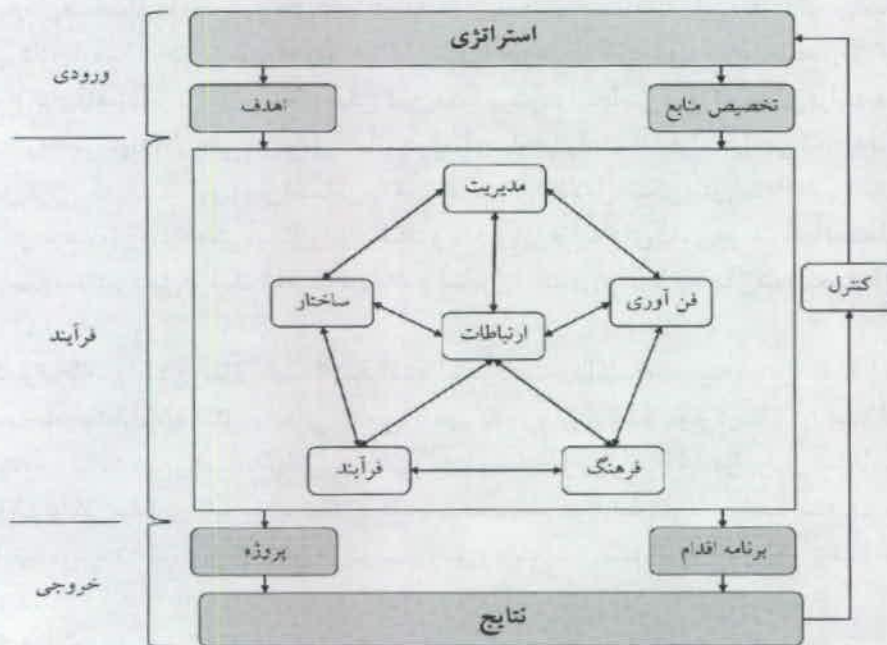 استراتژی
ورودی
تخصیص منابع
اهداف
مدیریت
فن آوری
ساختار
کنترل
ارتباطات
فرآیند
فرهنگ
فرآیند
برنامه اقدام
پروژه
خروجی
نتایج